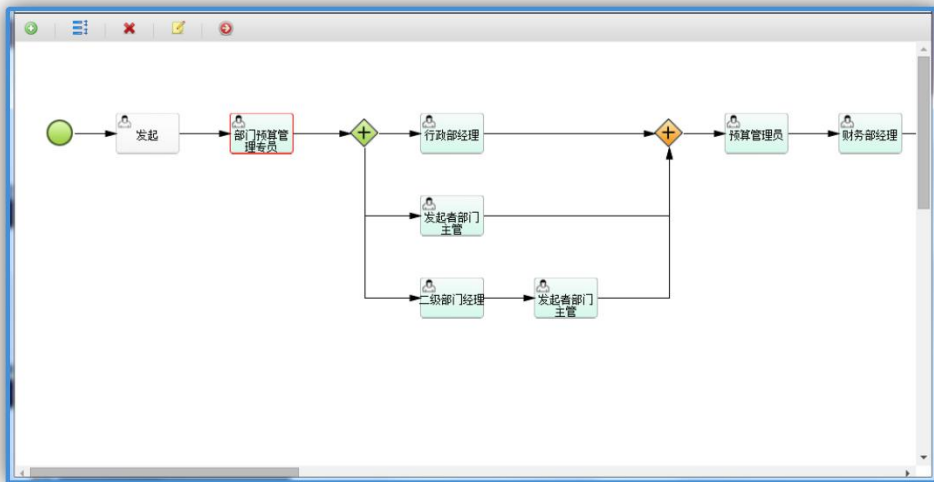 发起
部门预算管
理专员
行政部经理
预算管理员
财务部经理
发起者部门
主管
二级部门经理
发起者部门
主管